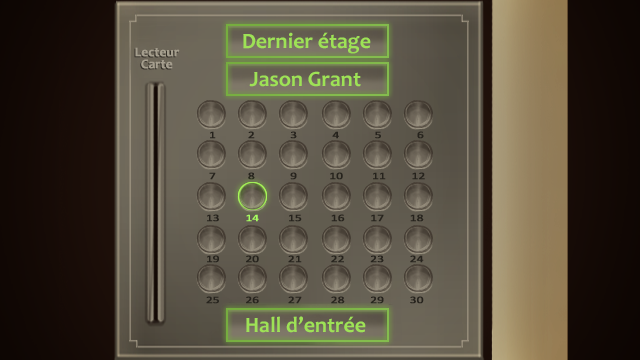 Dernier étage
Lecteur
Carte
Jason Grant
1 2 3 4 5 6
7 8 9 10 11 12
13 14 15 16 17 18
19 20 21 22 23 24
25 26 27 28 29 30
Hall d’entrée